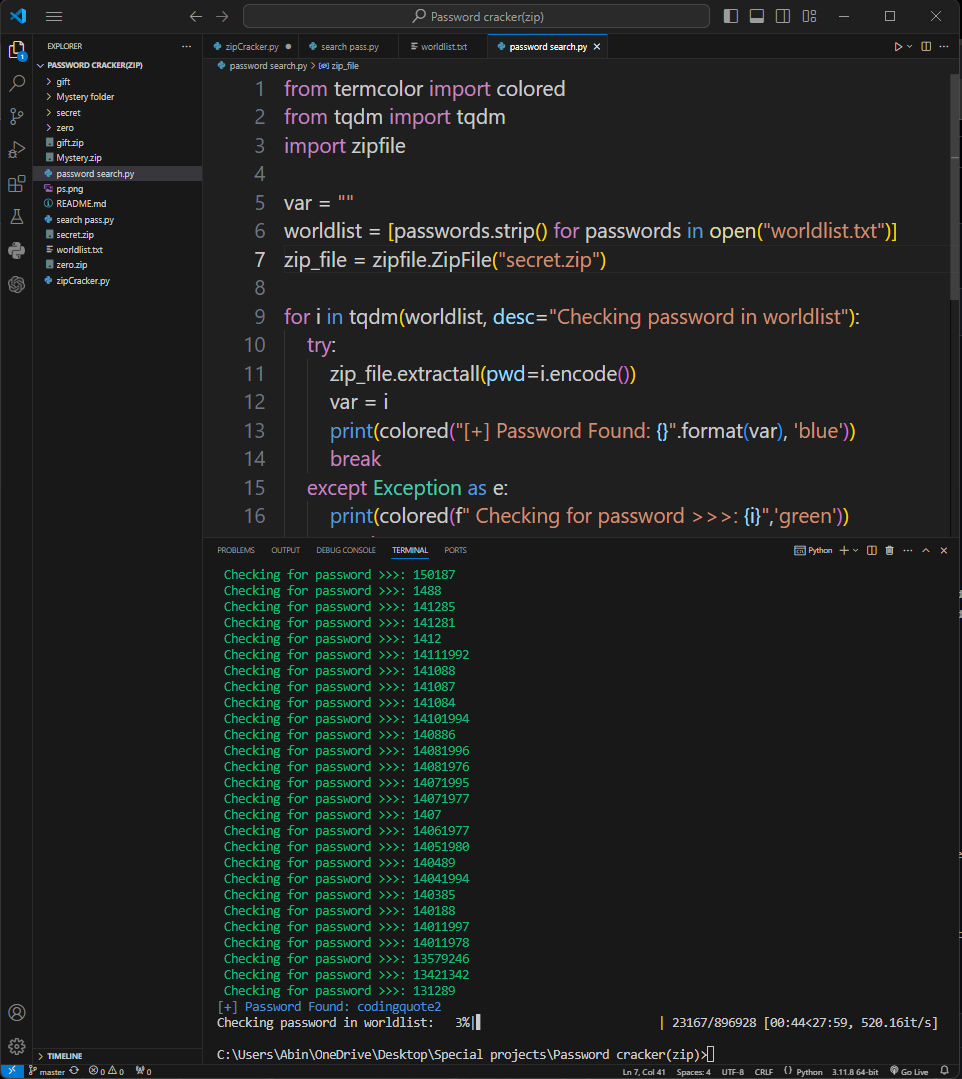 Password cracker(zip)
EXPLORER
PASSWORD CRACKER(ZIP)
gift
Mystery folder
secret
zero
gift.zip
Mystery.zip
password search.py
ps.png
README.md
search pass.py
secret.zip
worldlist.txt
zero.zip
zipCracker.py
TIMELINE
zipCracker.py
search pass.py
worldlist.txt
password search.py
password search.py > zip_file
1 from termcolor import colored
2 from tqdm import tqdm
3 import zipfile
4
5 var = ""
6 worldlist = [passwords.strip() for passwords in open("worldlist.txt")]
7 zip_file = zipfile.ZipFile("secret.zip")
8
9 for i in tqdm(worldlist, desc="Checking password in worldlist"):
10 try:
11 zip_file.extractall(pwd=i.encode())
12 var = i
13 print(colored("[+] Password Found: {}".format(var), 'blue'))
14 break
15 except Exception as e:
16 print(colored(f" Checking for password >>>: {i}",'green'))
PROBLEMS OUTPUT DEBUG CONSOLE TERMINAL PORTS
Python
Checking for password >>>: 150187
Checking for password >>>: 1488
Checking for password >>>: 141285
Checking for password >>>: 141281
Checking for password >>>: 1412
Checking for password >>>: 14111992
Checking for password >>>: 141088
Checking for password >>>: 141087
Checking for password >>>: 141084
Checking for password >>>: 14101994
Checking for password >>>: 140886
Checking for password >>>: 14081996
Checking for password >>>: 14081976
Checking for password >>>: 14071995
Checking for password >>>: 14071977
Checking for password >>>: 1407
Checking for password >>>: 14061977
Checking for password >>>: 14051980
Checking for password >>>: 140489
Checking for password >>>: 14041994
Checking for password >>>: 140385
Checking for password >>>: 140188
Checking for password >>>: 14011997
Checking for password >>>: 14011978
Checking for password >>>: 13579246
Checking for password >>>: 13421342
Checking for password >>>: 131289
[+] Password Found: codingquote2
Checking password in worldlist: 3%| | 23167/896928 [00:44<27:59, 520.16it/s]
C:\Users\Abin\OneDrive\Desktop\Special projects\Password cracker(zip)>
master 0 0 0 Ln 7, Col 41 Spaces: 4 UTF-8 CRLF Python 3.11.8 64-bit Go Live